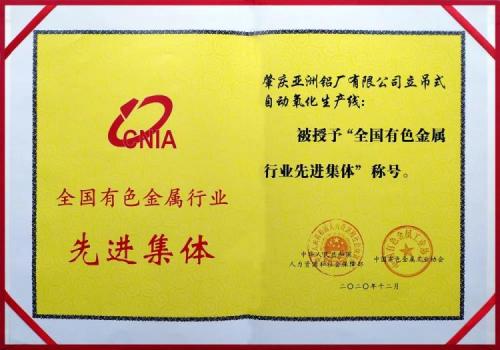 CNIA
全国有色金属行业
先进集体
肇庆亚洲铝厂有限公司立吊式
自动氧化生产线：
被授予“全国有色金属
行业先进集体”称号。
中华人民共和国
人力资源和社会保障部
中国有色金属工业协会
二〇二〇年十二月